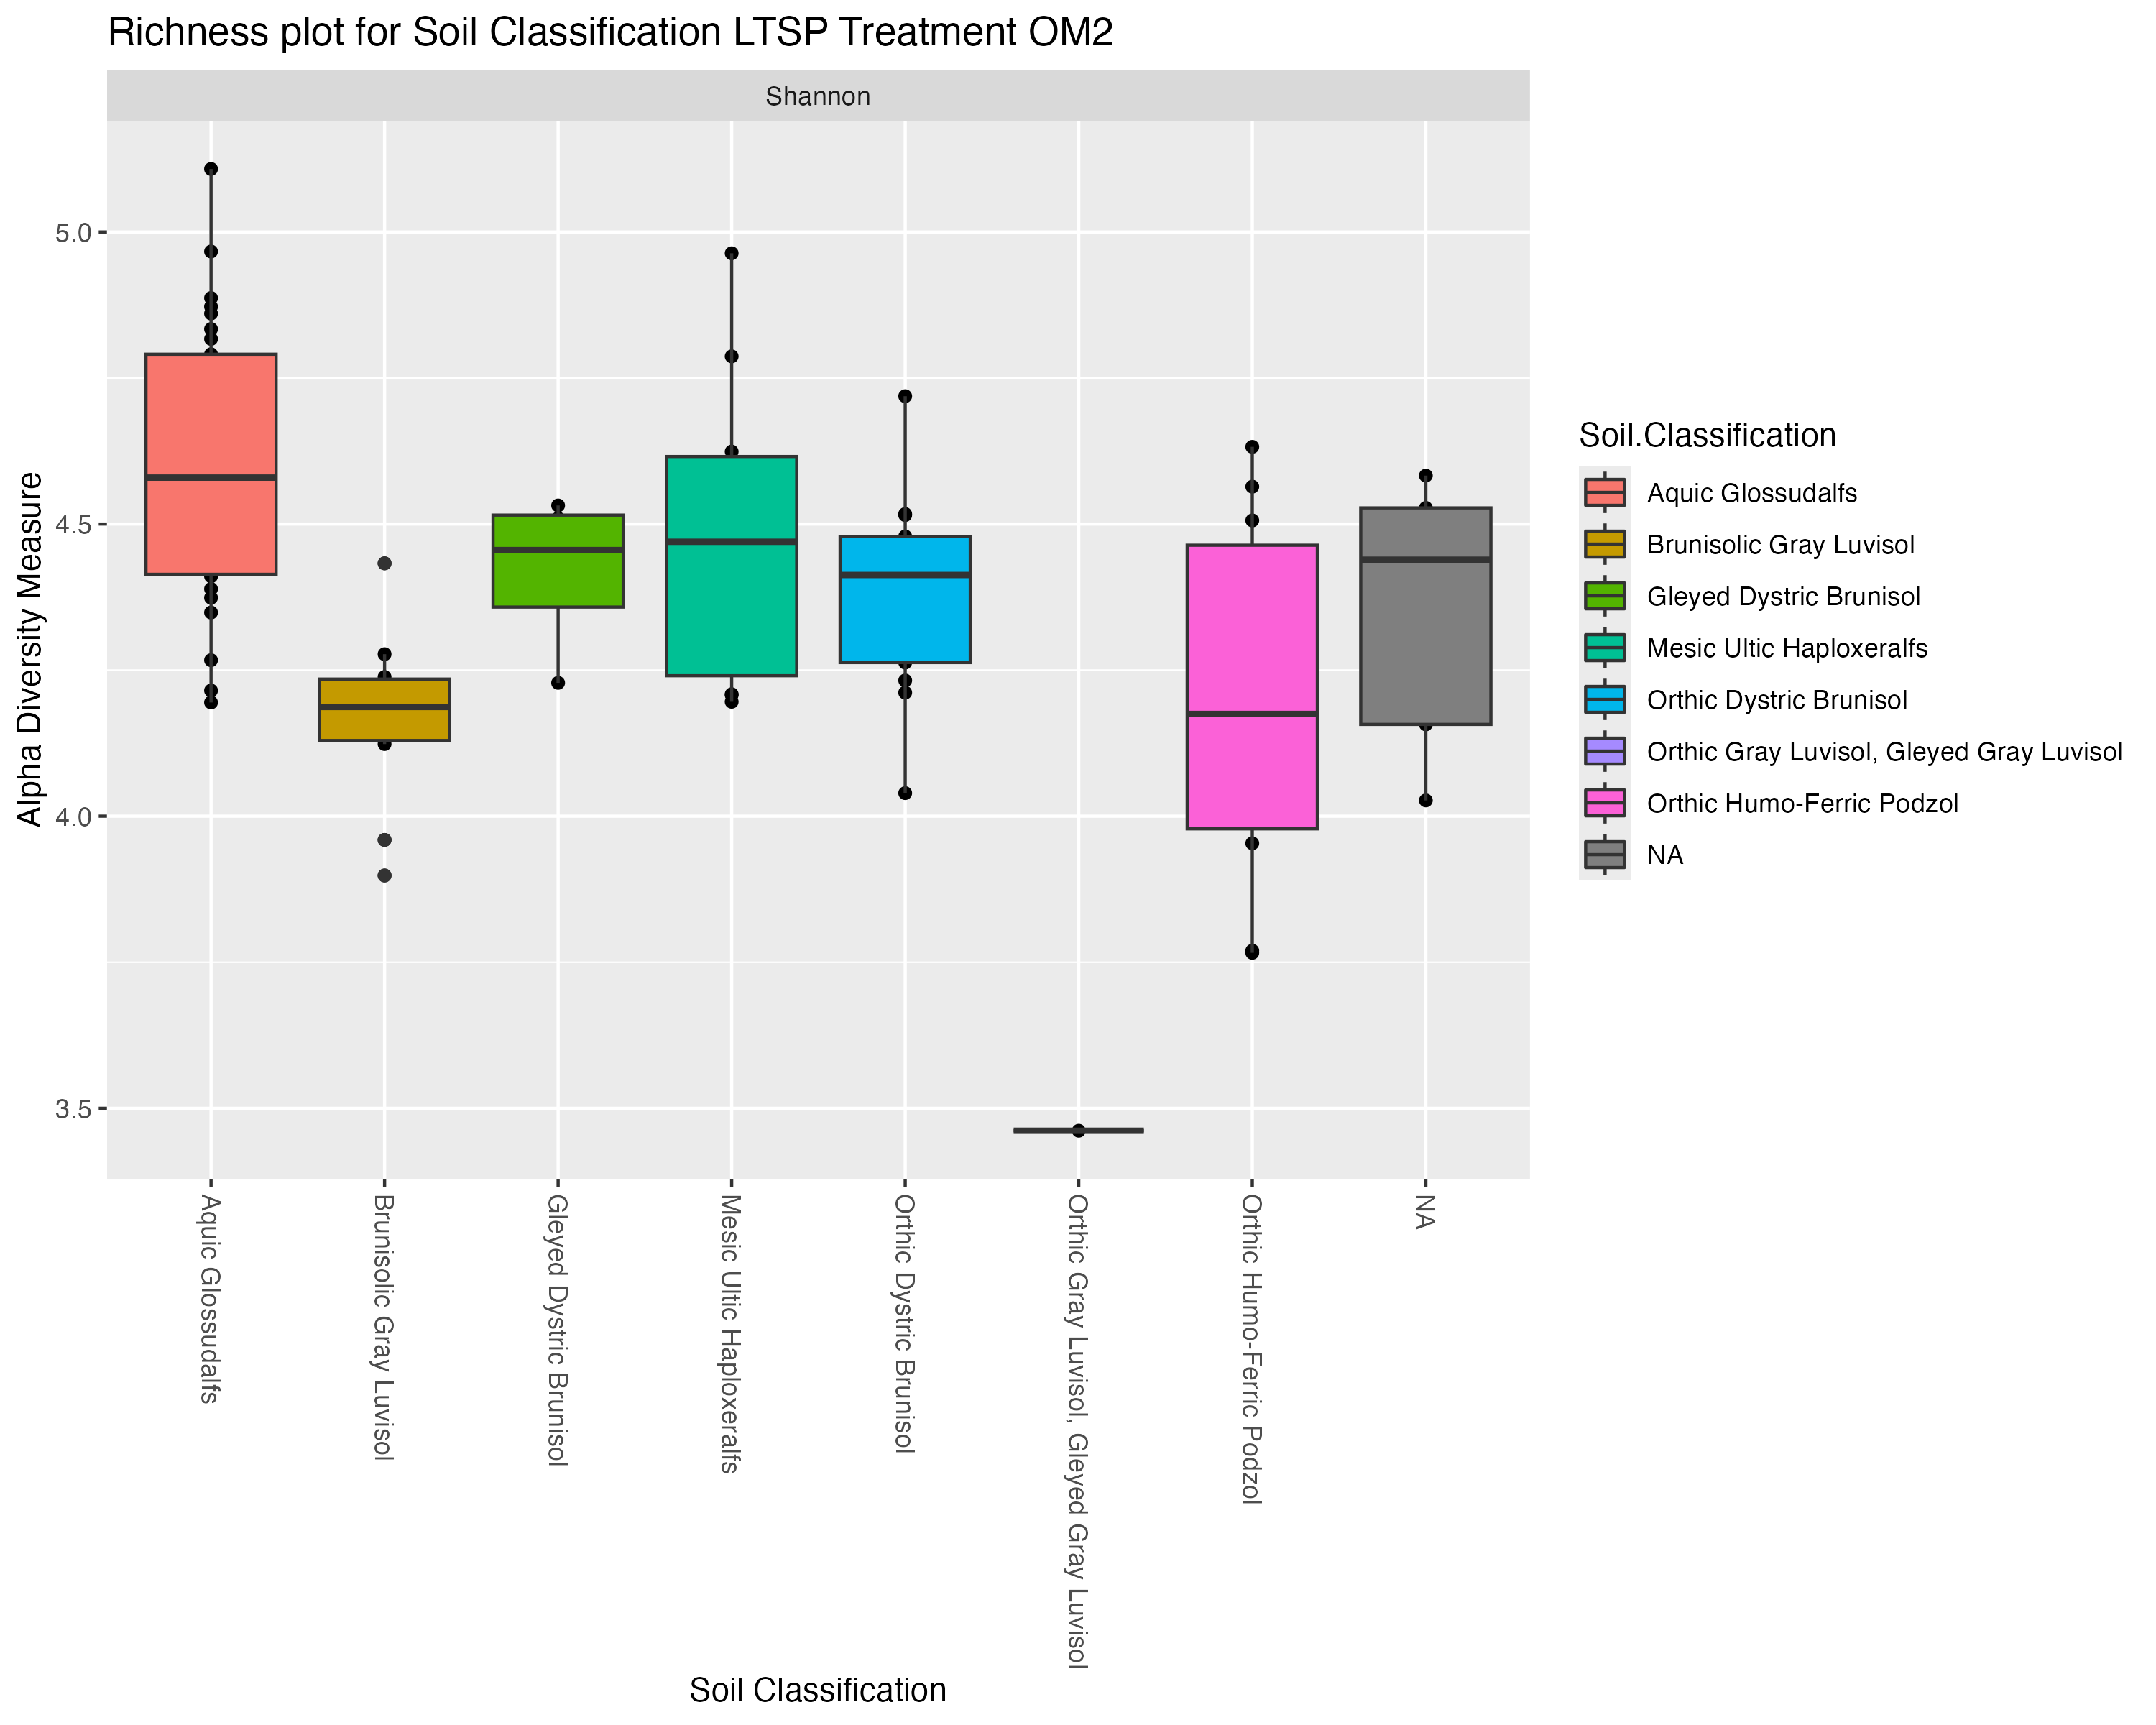 Richness plot for Soil Classification LTSP Treatment OM2
Shannon
Alpha Diversity Measure
5.0
4.5
4.0
3.5
Aquic Glossudalfs
Brunisolic Gray Luvisol
Gleyed Dystric Brunisol
Mesic Ultic Haploxeralfs
Orthic Dystric Brunisol
Orthic Gray Luvisol, Gleyed Gray Luvisol
Orthic Humo-Ferric Podzol
NA
Soil Classification
Soil.Classification
Aquic Glossudalfs
Brunisolic Gray Luvisol
Gleyed Dystric Brunisol
Mesic Ultic Haploxeralfs
Orthic Dystric Brunisol
Orthic Gray Luvisol, Gleyed Gray Luvisol
Orthic Humo-Ferric Podzol
NA